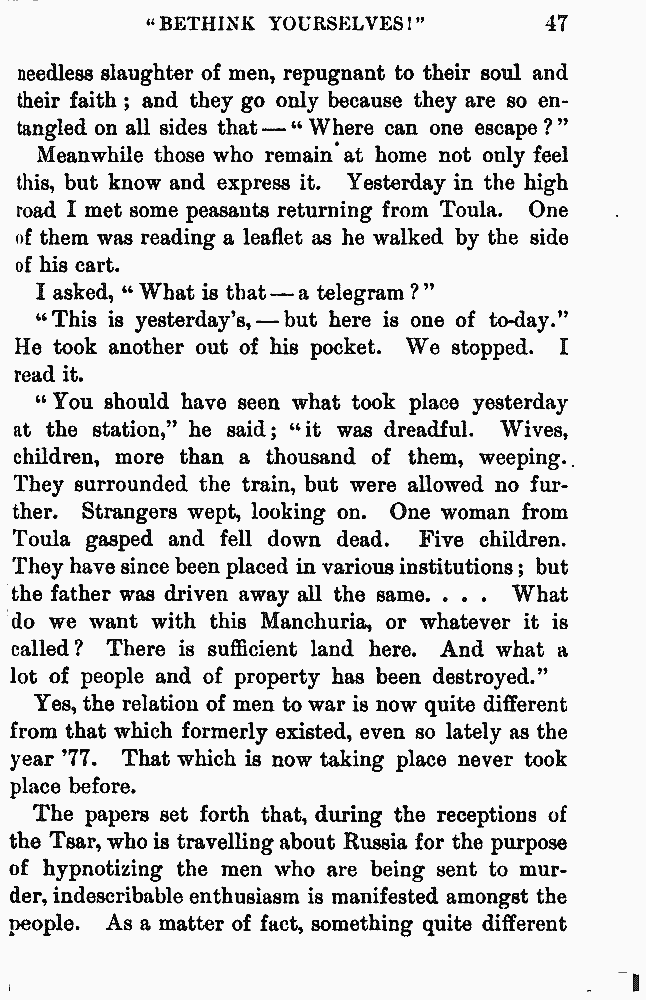 “BETHINK YOURSELVES!” 47
needless slaughter of men, repugnant to their soul and
their faith ; and they go only because they are so en-
tangled on all sides that — “ Where can one escape ? ”
Meanwhile those who remain at home not only feel
this, but know and express it. Yesterday in the high
road I met some peasants returning from Toula. One
of them was reading a leaflet as he walked by the side
of his cart.
I asked, “ What is that — a telegram ? ”
“ This is yesterday’s, — but here is one of to-day.”
He took another out of his pocket. We stopped. I
read it.
“ You should have seen what took place yesterday
at the station,” he said ; “ it was dreadful. Wives,
children, more than a thousand of them, weeping.
They surrounded the train, but were allowed no fur-
ther. Strangers wept, looking on. One woman from
Toula gasped and fell down dead. Five children.
They have since been placed in various institutions ; but
the father was driven away all the same. . . . What
do we want with this Manchuria, or whatever it is
called ? There is sufficient land here. And what a
lot of people and of property has been destroyed.”
Yes, the relation of men to war is now quite different
from that which formerly existed, even so lately as the
year ’77. That which is now taking place never took
place before.
The papers set forth that, during the receptions of
the Tsar, who is travelling about Russia for the purpose
of hypnotizing the men who are being sent to mur-
der, indescribable enthusiasm is manifested amongst the
people. As a matter of fact, something quite different